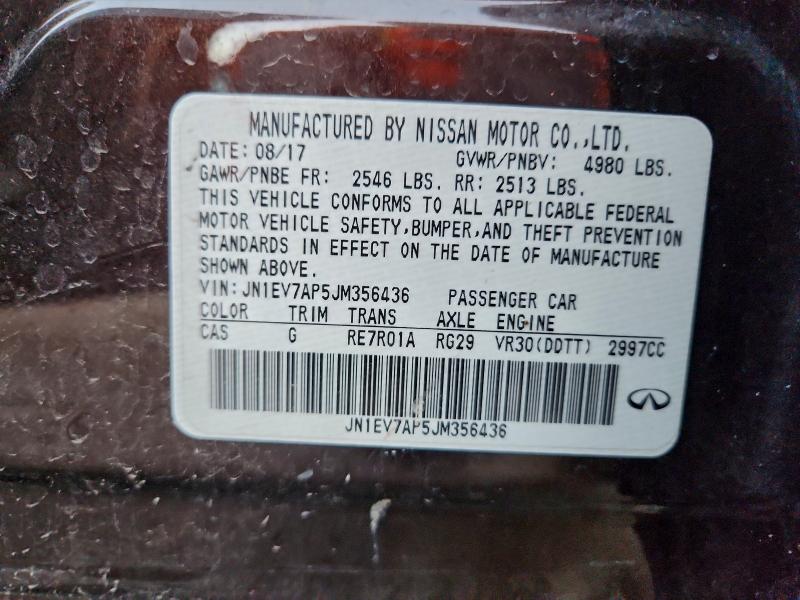 MANUFACTURED BY NISSAN MOTOR CO.,LTD.
DATE: 08/17 GVWR/PNBV: 4980 LBS.
GAWR/PNBE FR: 2546 LBS. RR: 2513 LBS.
THIS VEHICLE CONFORMS TO ALL APPLICABLE FEDERAL
MOTOR VEHICLE SAFETY,BUMPER,AND THEFT PREVENTION
STANDARDS IN EFFECT ON THE DATE OF MANUFACTURE
SHOWN ABOVE.
VIN:JN1EV7AP5JM356436 PASSENGER CAR
COLOR TRIM TRANS AXLE ENGINE
CAS G RE7R01A RG29 VR30(DDTT) 2997CC
JN1EV7AP5JM356436